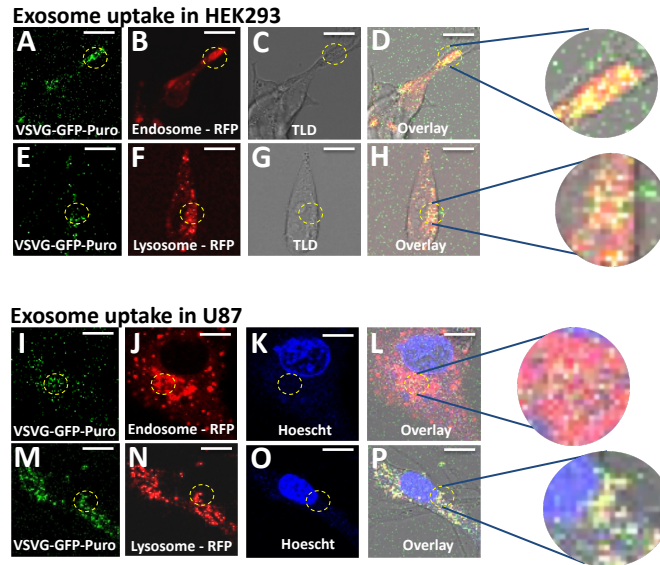 Exosome uptake in HEK293
A B C D
VSVG-GFP-Puro Endosome - RFP TLD Overlay
E F G H
VSVG-GFP-Puro Lysosome - RFP TLD Overlay
Exosome uptake in U87
I J K L
VSVG-GFP-Puro Endosome - RFP Hoescht Overlay
M N O P
VSVG-GFP-Puro Lysosome - RFP Hoescht Overlay